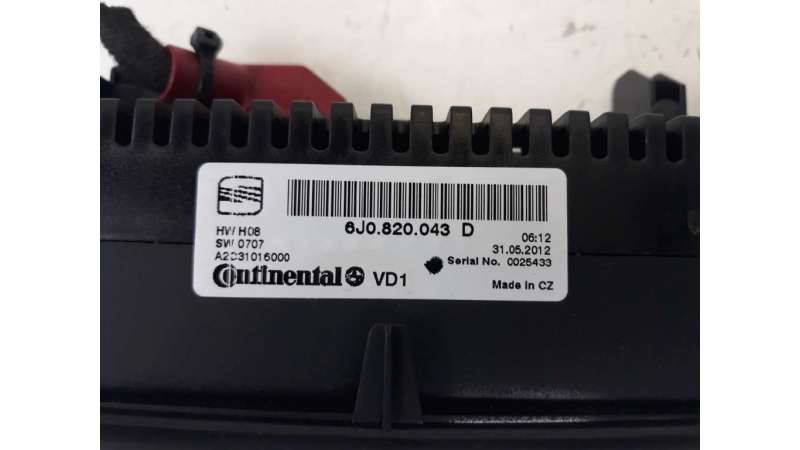 6J0.820.043 D
HW H08
SW 0707
A2C31016000
06:12
31.05.2012
Serial No. 0025433
Continental VD1
Made in CZ